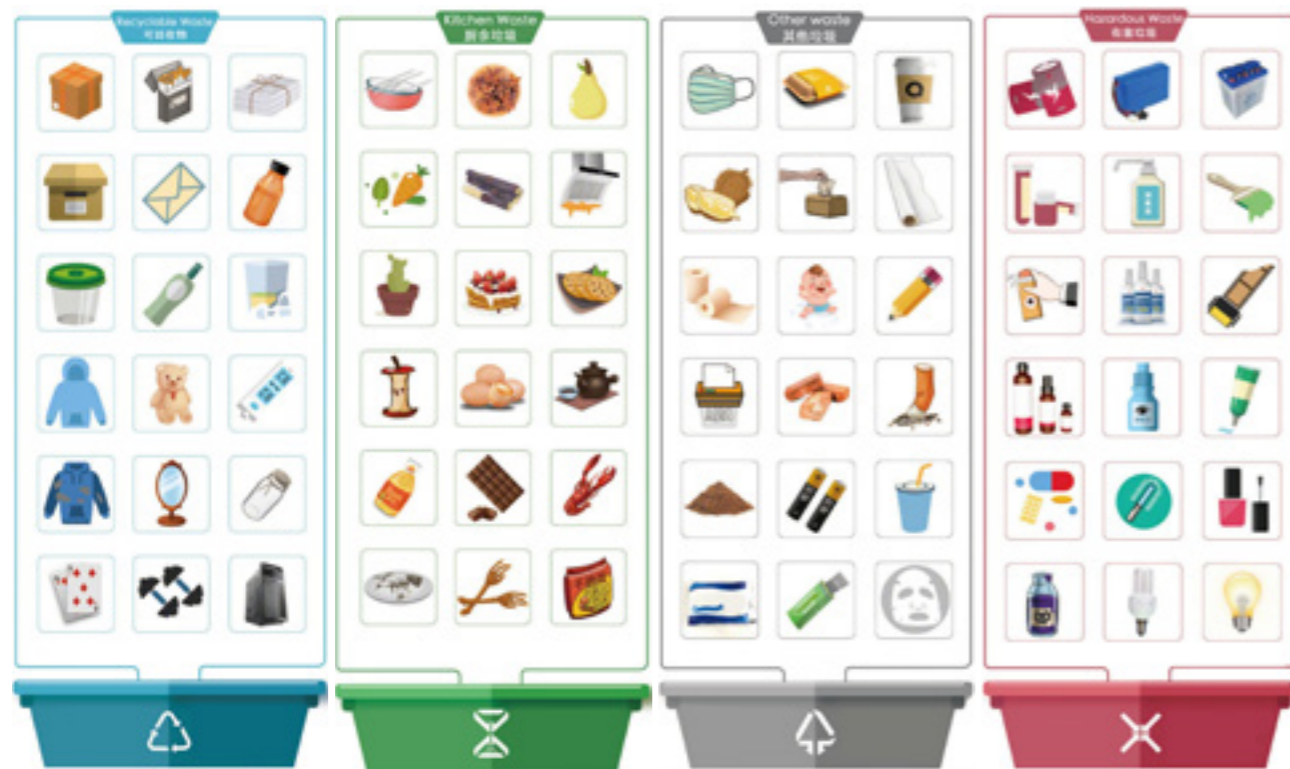 Recyclable Waste
可回收物
Kitchen Waste
厨余垃圾
Other waste
其他垃圾
Hazardous Waste
有害垃圾